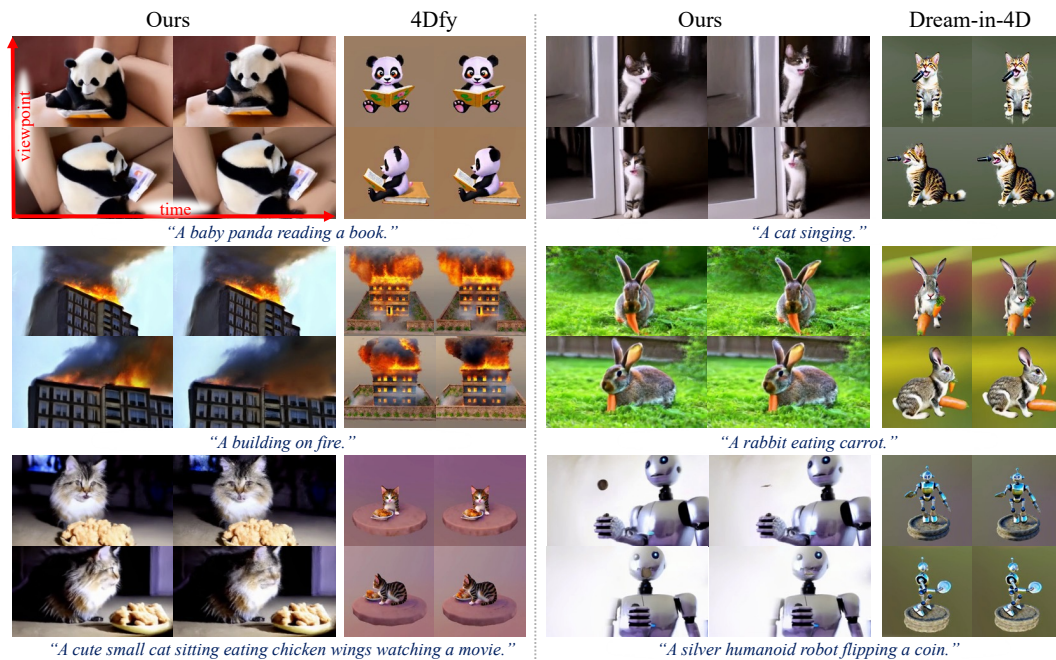 Ours
4Dfy
Ours
Dream-in-4D
viewpoint
time
“A baby panda reading a book.”
“A cat singing.”
“A building on fire.”
“A rabbit eating carrot.”
“A cute small cat sitting eating chicken wings watching a movie.”
“A silver humanoid robot flipping a coin.”